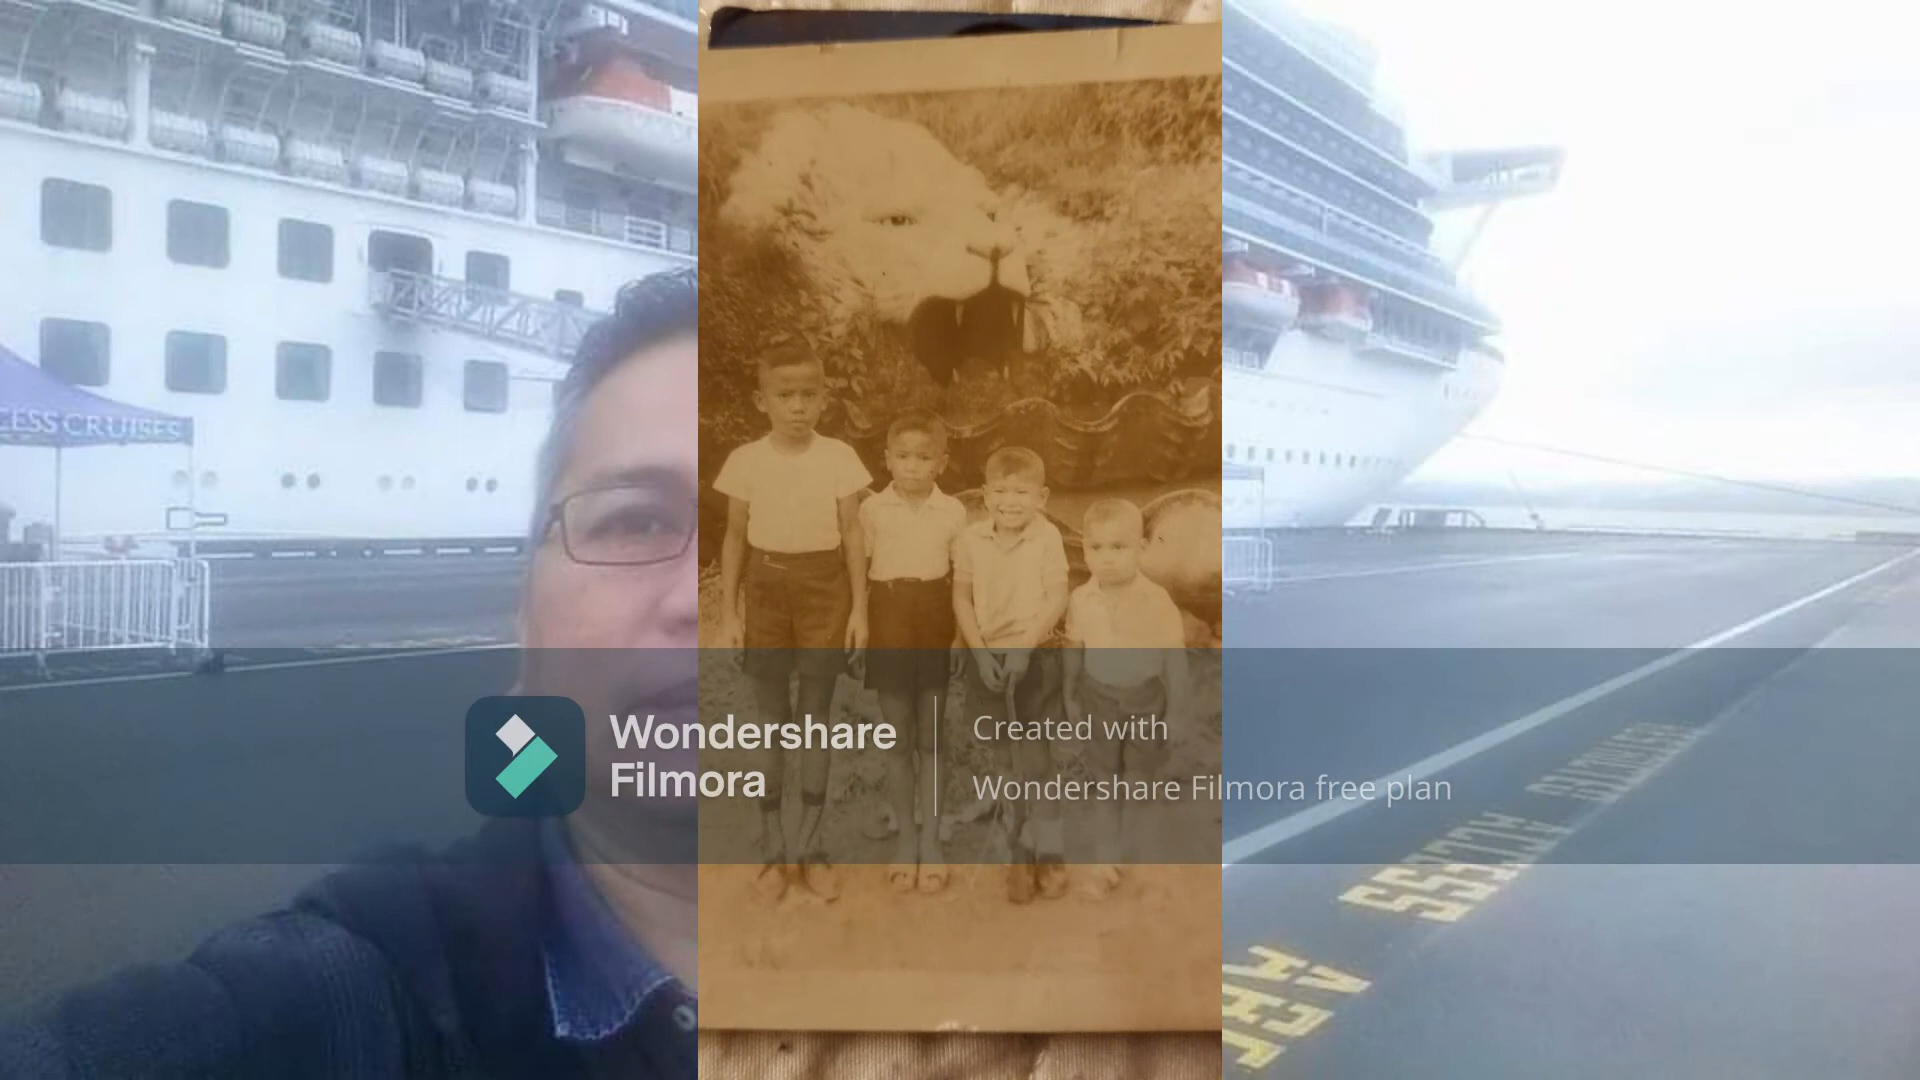 CESS CRUISES
Wondershare
Filmora
Created with
Wondershare Filmora free plan
ACCESS